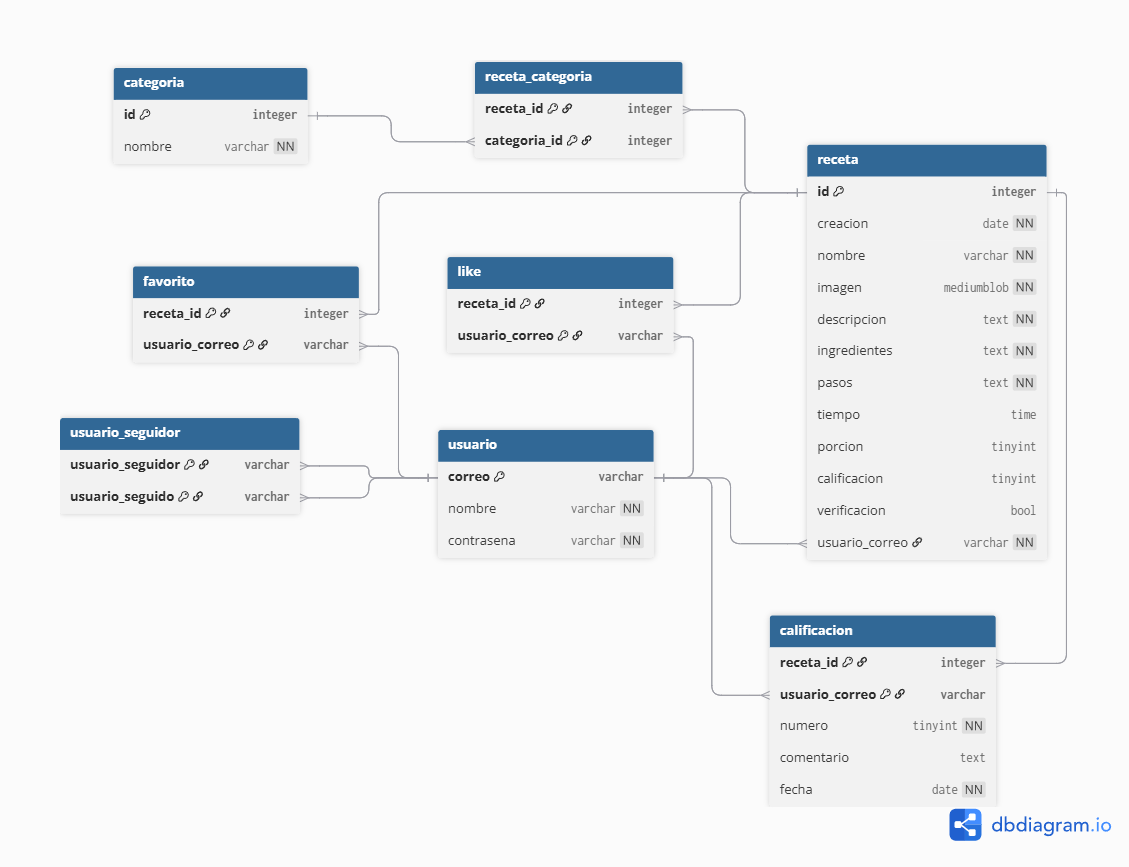 categoria
id integer
nombre varchar NN
receta_categoria
receta_id integer
categoria_id integer
receta
id integer
creacion date NN
nombre varchar NN
imagen mediumblob NN
descripcion text NN
ingredientes text NN
pasos text NN
tiempo time
porcion tinyint
calificacion tinyint
verificacion bool
usuario_correo varchar NN
favorito
receta_id integer
usuario_correo varchar
like
receta_id integer
usuario_correo varchar
usuario_seguidor
usuario_seguidor varchar
usuario_seguido varchar
usuario
correo varchar
nombre varchar NN
contrasena varchar NN
calificacion
receta_id integer
usuario_correo varchar
numero tinyint NN
comentario text
fecha date NN
dbdiagram.io